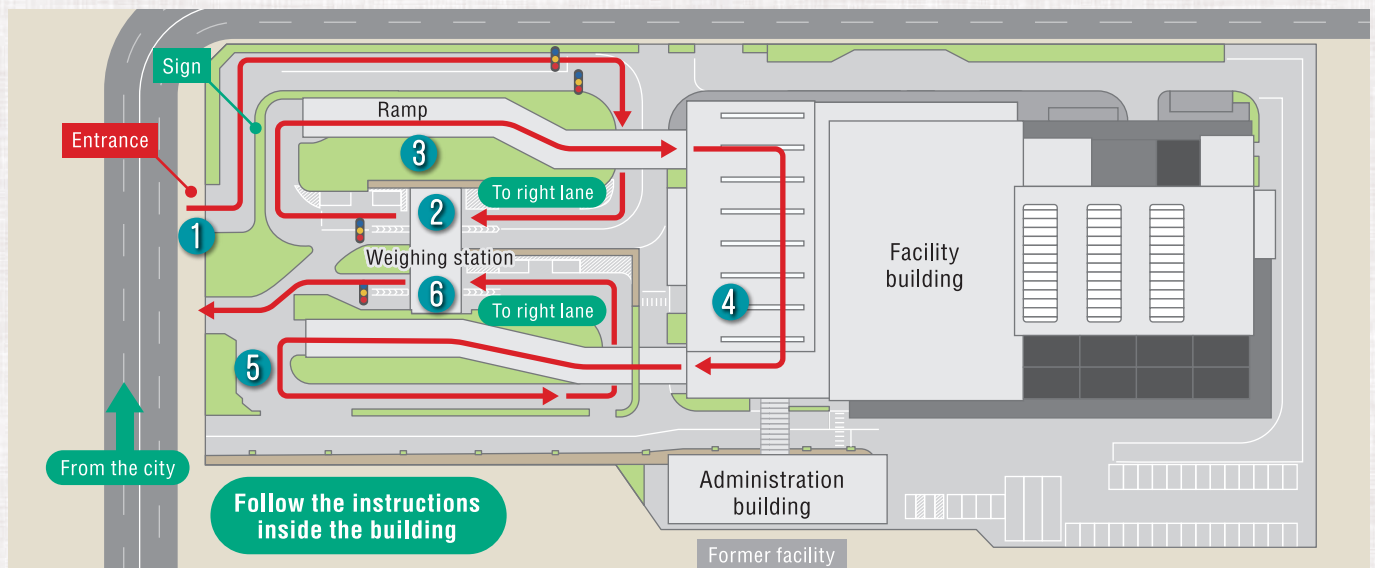 Sign
Ramp
Entrance
3
To right lane
2
1
Weighing station
Facility
building
6
4
To right lane
5
From the city
Follow the instructions
inside the building
Administration
building
Former facility